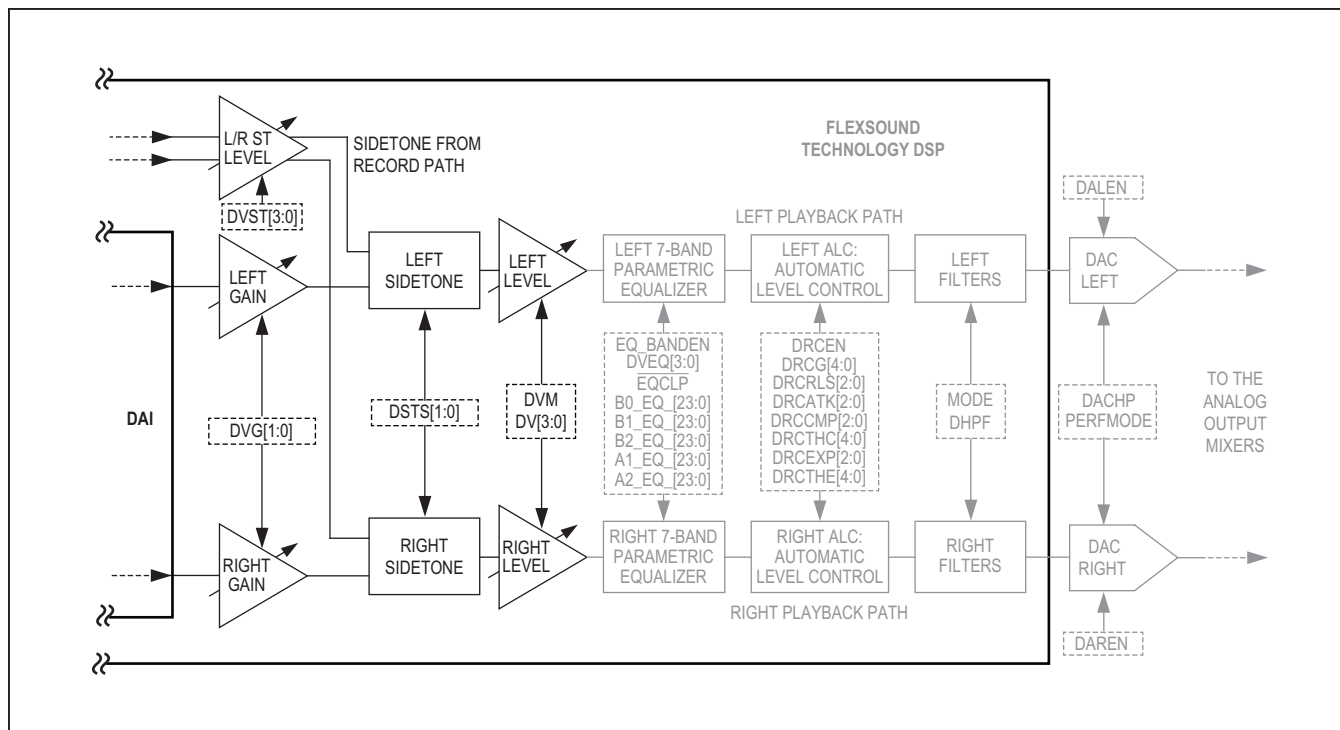 L/R ST
LEVEL
SIDETONE FROM
RECORD PATH
FLEXSOUND
TECHNOLOGY DSP
DVST[3:0]
DALEN
LEFT PLAYBACK PATH
DAI
LEFT
GAIN
LEFT
SIDETONE
LEFT
LEVEL
LEFT 7-BAND
PARAMETRIC
EQUALIZER
LEFT ALC:
AUTOMATIC
LEVEL CONTROL
LEFT
FILTERS
DAC
LEFT
DVG[1:0]
DSTS[1:0]
DVM
DV[3:0]
EQ_BANDEN
DVEQ[3:0]
EQCLP
B0_EQ_[23:0]
B1_EQ_[23:0]
B2_EQ_[23:0]
A1_EQ_[23:0]
A2_EQ_[23:0]
DRCEN
DRCG[4:0]
DRCRLS[2:0]
DRCATK[2:0]
DRCCMP[2:0]
DRCTHC[4:0]
DRCEXP[2:0]
DRCTHE[4:0]
MODE
DHPF
DACHP
PERFMODE
TO THE
ANALOG
OUTPUT
MIXERS
RIGHT
GAIN
RIGHT
SIDETONE
RIGHT
LEVEL
RIGHT 7-BAND
PARAMETRIC
EQUALIZER
RIGHT ALC:
AUTOMATIC
LEVEL CONTROL
RIGHT
FILTERS
DAC
RIGHT
RIGHT PLAYBACK PATH
DAREN